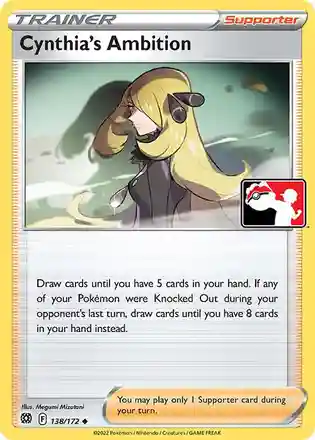 TRAINER Supporter
Cynthia's Ambition
Draw cards until you have 5 cards in your hand. If any
of your Pokémon were Knocked Out during your
opponent's last turn, draw cards until you have 8 cards
in your hand instead.
Illus. Megumi Mizutani
You may play only 1 Supporter card during
your turn.
F 138/172
©2022 Pokémon / Nintendo / Creatures / GAME FREAK